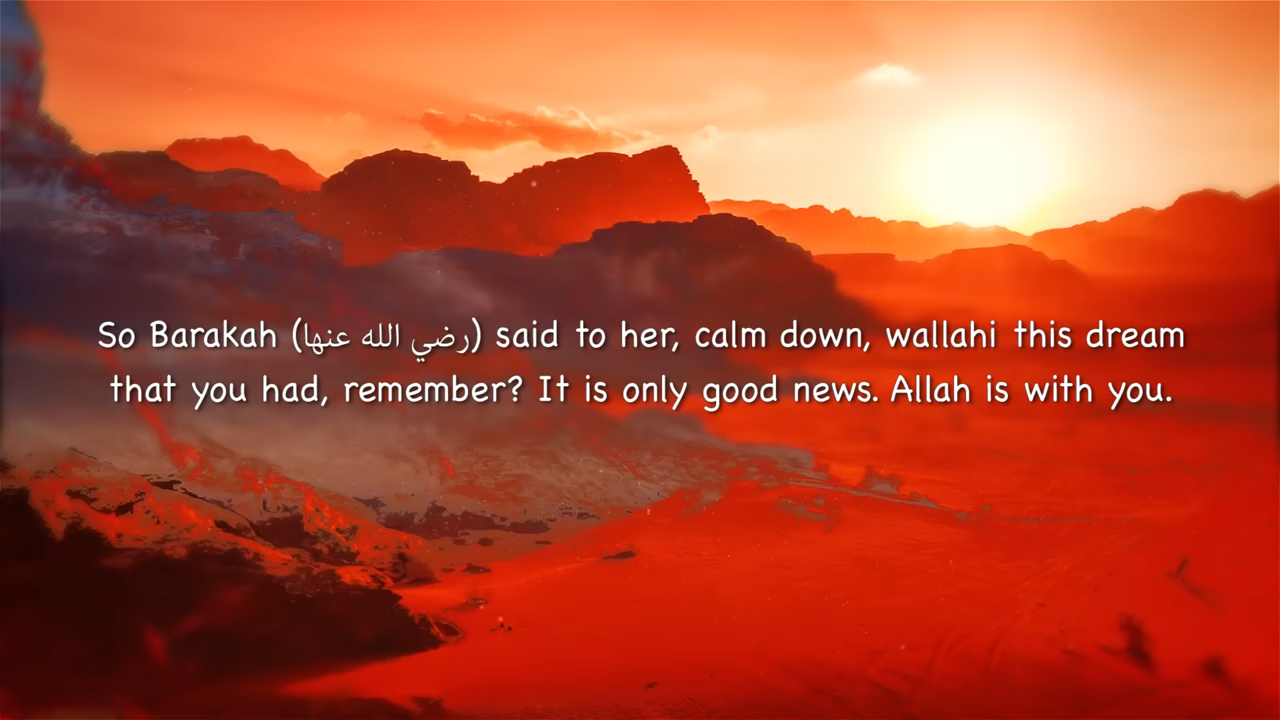 So Barakah (رضي الله عنها) said to her, calm down, wallahi this dream
that you had, remember? It is only good news. Allah is with you.